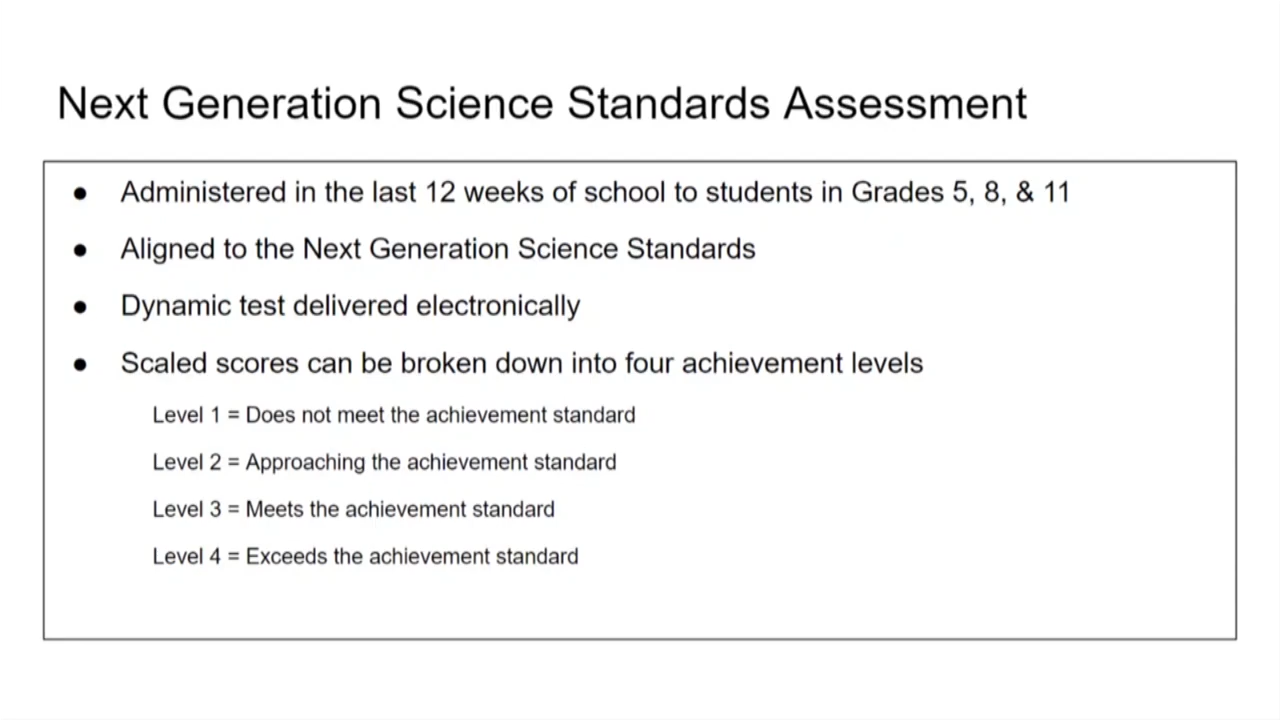 Next Generation Science Standards Assessment
● Administered in the last 12 weeks of school to students in Grades 5, 8, & 11
● Aligned to the Next Generation Science Standards
● Dynamic test delivered electronically
● Scaled scores can be broken down into four achievement levels
Level 1 = Does not meet the achievement standard
Level 2 = Approaching the achievement standard
Level 3 = Meets the achievement standard
Level 4 = Exceeds the achievement standard